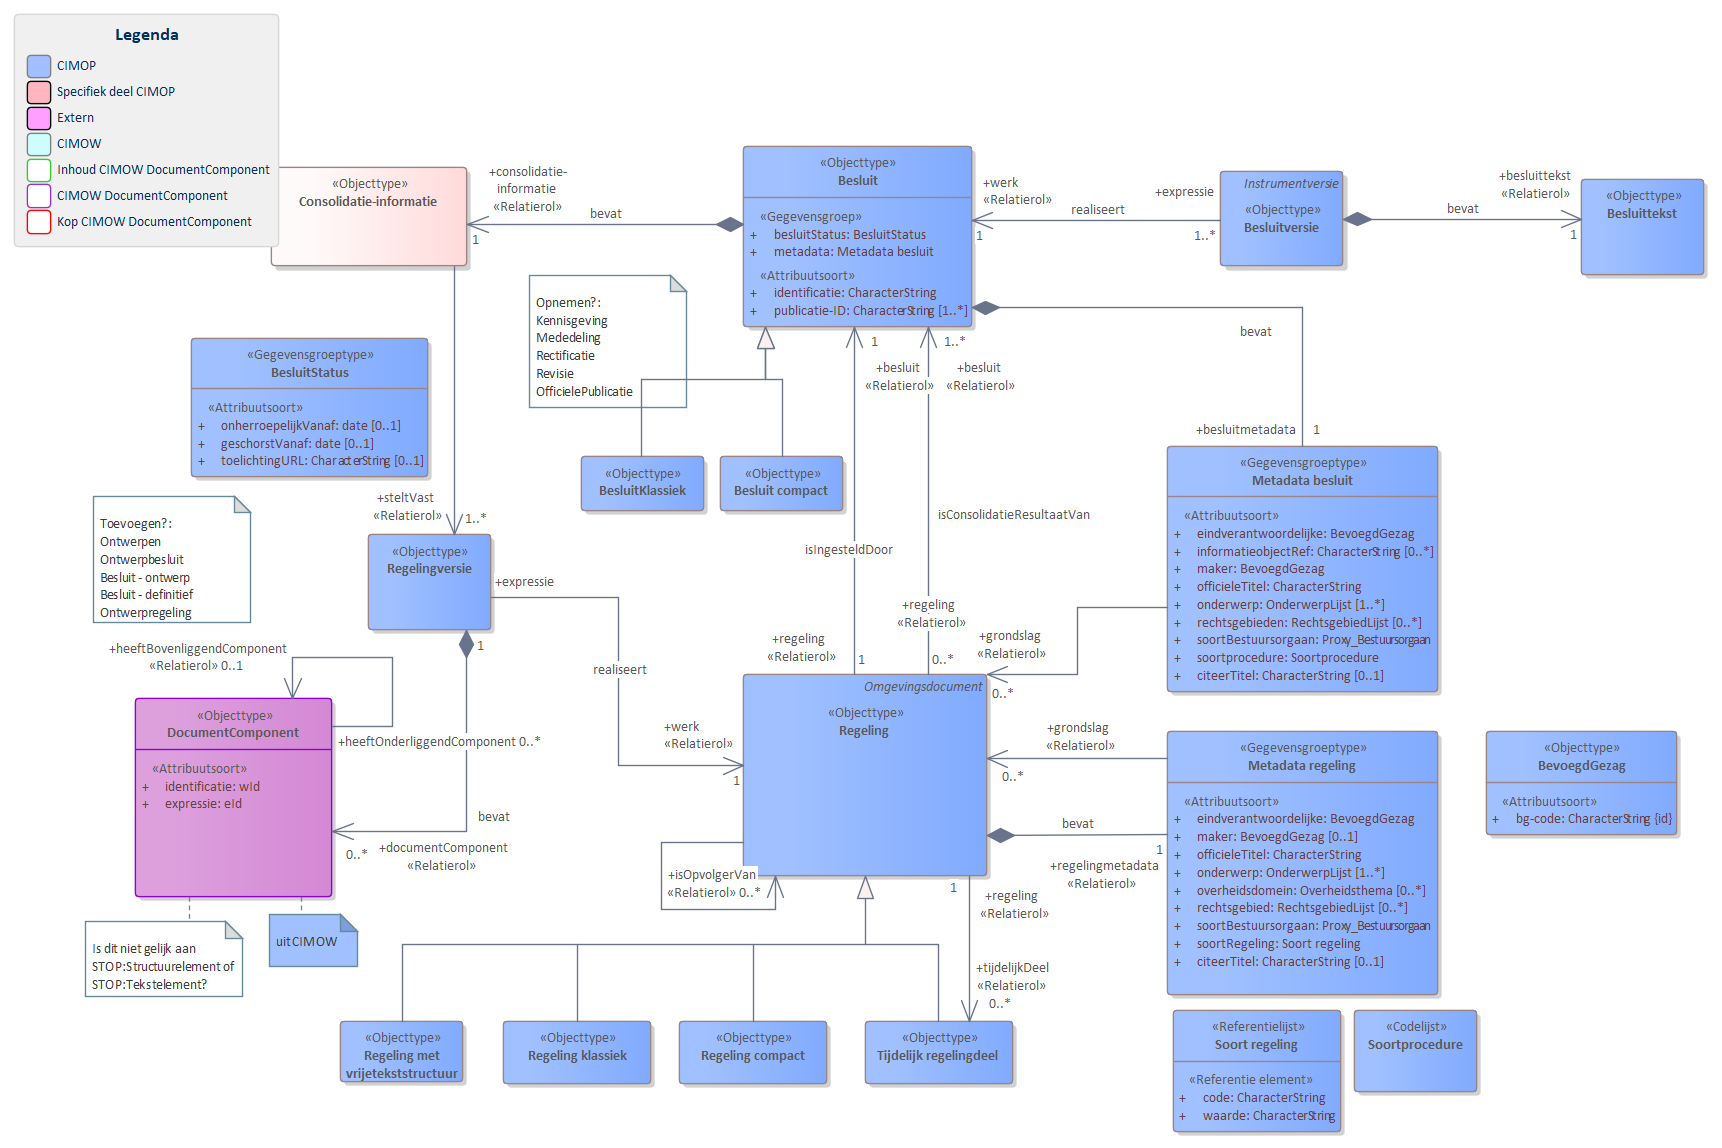 Legenda
CIMOP
Specifiek deel CIMOP
Extern
CIMOW
Inhoud CIMOW DocumentComponent
CIMOW DocumentComponent
Kop CIMOW DocumentComponent
«Objecttype»
Consolidatie-informatie
+consolidatie-
informatie
«Relatierol»
bevat
1
«Objecttype»
Besluit
«Gegevensgroep»
+ besluitStatus: BesluitStatus
+ metadata: Metadata besluit
«Attribuutsoort»
+ identificatie: CharacterString
+ publicatie-ID: CharacterString [1..*]
+werk
«Relatierol»
1
realiseert
+expressie
1..*
Instrumentversie
«Objecttype»
Besluitversie
bevat
+besluittekst
«Relatierol»
1
«Objecttype»
Besluittekst
Opnemen?:
Kennisgeving
Mededeling
Rectificatie
Revisie
OfficielePublicatie
«Gegevensgroeptype»
BesluitStatus
«Attribuutsoort»
+ onherroepelijkVanaf: date [0..1]
+ geschorstVanaf: date [0..1]
+ toelichtingURL: CharacterString [0..1]
1
+besluit
«Relatierol»
1..*
+besluit
«Relatierol»
bevat
+besluitmetadata
1
«Objecttype»
BesluitKlassiek
«Objecttype»
Besluit compact
«Gegevensgroeptype»
Metadata besluit
«Attribuutsoort»
+ eindverantwoordelijke: BevoegdGezag
+ informatieobjectRef: CharacterString [0..*]
+ maker: BevoegdGezag
+ officieleTitel: CharacterString
+ onderwerp: OnderwerpLijst [1..*]
+ rechtsgebieden: RechtsgebiedLijst [0..*]
+ soortBestuursorgaan: Proxy_Bestuursorgaan
+ soortprocedure: Soortprocedure
+ citeerTitel: CharacterString [0..1]
Toevoegen?:
Ontwerpen
Ontwerpbesluit
Besluit - ontwerp
Besluit - definitief
Ontwerpregeling
+steltVast
«Relatierol»
1..*
«Objecttype»
Regelingversie
+expressie
1
isConsolidatieResultaatVan
isIngesteldDoor
+regeling
«Relatierol»
0..*
+regeling
«Relatierol»
1
+grondslag
«Relatierol»
0..*
+heeftBovenliggendComponent
«Relatierol» 0..1
realiseert
«Objecttype»
DocumentComponent
«Attribuutsoort»
+ identificatie: wId
+ expressie: eId
+heeftOnderliggendComponent 0..*
bevat
0..*
+documentComponent
«Relatierol»
+werk
«Relatierol»
1
Omgevingsdocument
«Objecttype»
Regeling
+grondslag
«Relatierol»
0..*
bevat
1
+regelingmetadata
«Relatierol»
«Gegevensgroeptype»
Metadata regeling
«Attribuutsoort»
+ eindverantwoordelijke: BevoegdGezag
+ maker: BevoegdGezag [0..1]
+ officieleTitel: CharacterString
+ onderwerp: OnderwerpLijst [1..*]
+ overheidsdomein: Overheidsthema [0..*]
+ rechtsgebied: RechtsgebiedLijst [0..*]
+ soortBestuursorgaan: Proxy_Bestuursorgaan
+ soortRegeling: Soort regeling
+ citeerTitel: CharacterString [0..1]
«Objecttype»
BevoegdGezag
«Attribuutsoort»
+ bg-code: CharacterString {id}
+isOpvolgerVan
«Relatierol» 0..*
1
+regeling
«Relatierol»
+tijdelijkDeel
«Relatierol»
0..*
Is dit niet gelijk aan
STOP:Structuurelement of
STOP:Tekstelement?
uitCIMOW
«Objecttype»
Regeling met
vrijetekststructuur
«Objecttype»
Regeling klassiek
«Objecttype»
Regeling compact
«Objecttype»
Tijdelijk regelingdeel
«Referentielijst»
Soort regeling
«Referentie element»
+ code: CharacterString
+ waarde: CharacterString
«Codelijst»
Soortprocedure